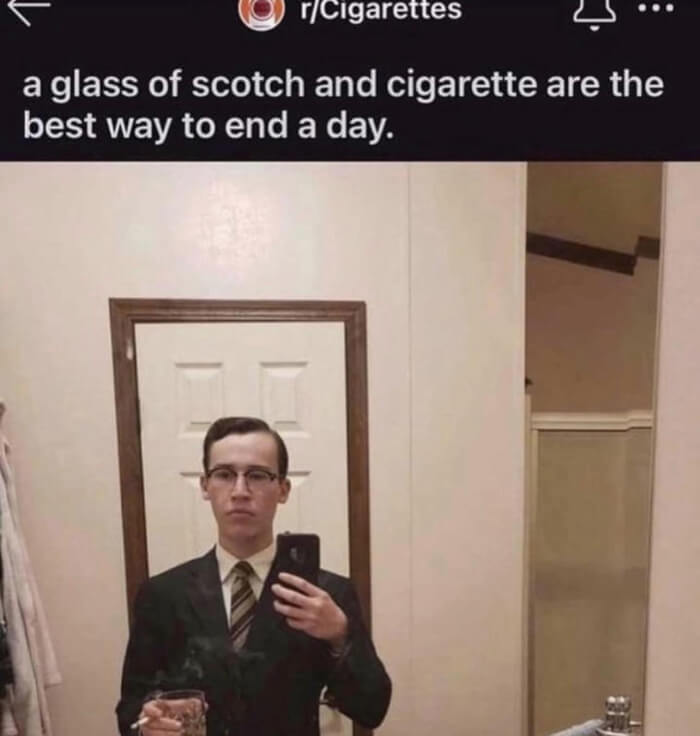 r/Cigarettes
a glass of scotch and cigarette are the
best way to end a day.